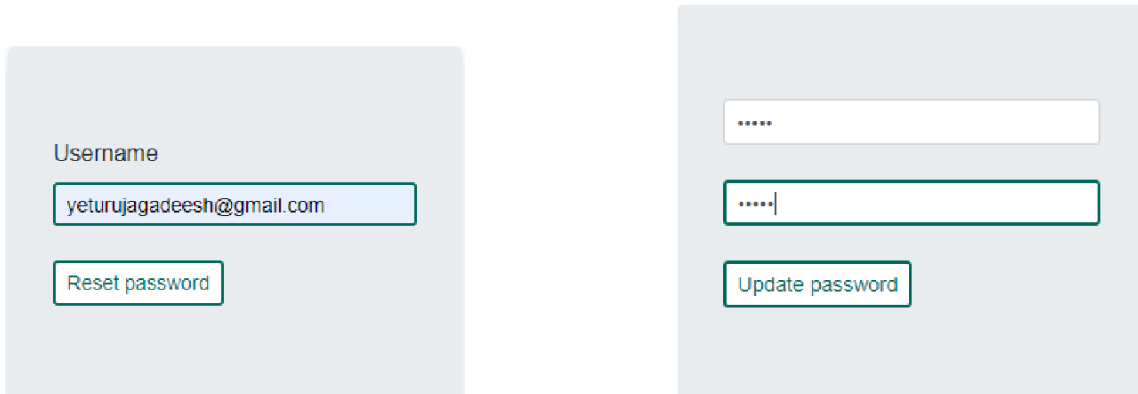 Username
yeturujagadeesh@gmail.com
Reset password
•••••
•••••
Update password